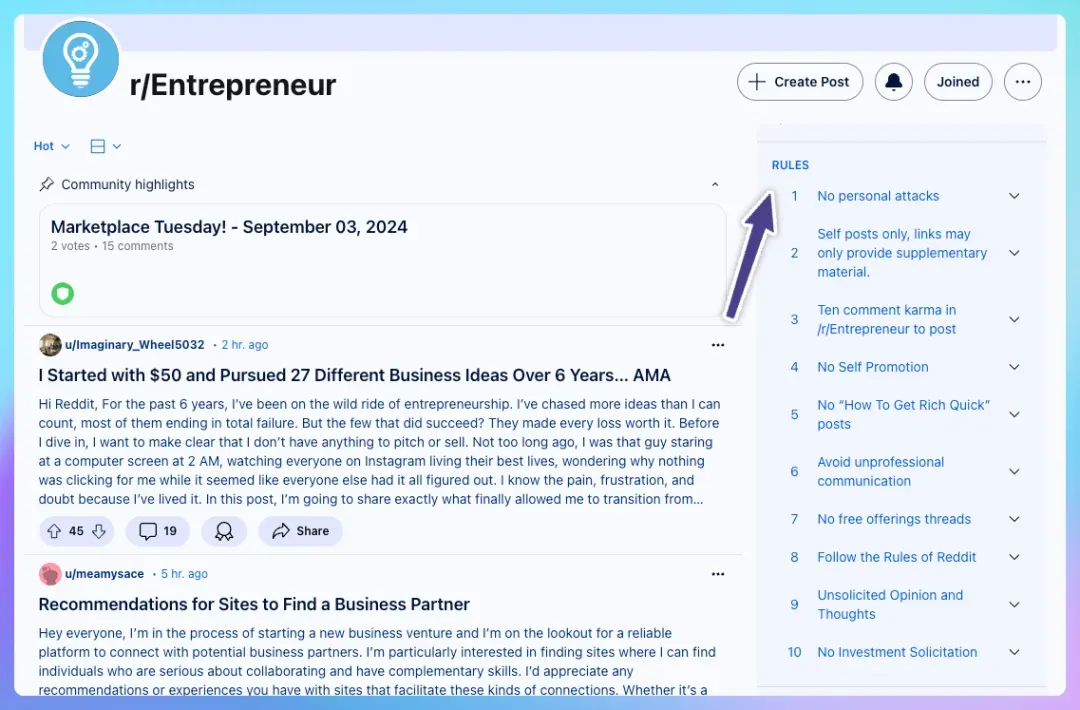 r/Entrepreneur
Create Post
Joined
Hot
Community highlights
Marketplace Tuesday! - September 03, 2024
2 votes • 15 comments
u/Imaginary_Wheel5032 • 2 hr. ago
I Started with $50 and Pursued 27 Different Business Ideas Over 6 Years... AMA
Hi Reddit, For the past 6 years, I've been on the wild ride of entrepreneurship. I've chased more ideas than I can
count, most of them ending in total failure. But the few that did succeed? They made every loss worth it. Before
I dive in, I want to make clear that I don't have anything to pitch or sell. Not too long ago, I was that guy staring
at a computer screen at 2 AM, watching everyone on Instagram living their best lives, wondering why nothing
was clicking for me while it seemed like everyone else had it all figured out. I know the pain, frustration, and
doubt because I've lived it. In this post, I'm going to share exactly what finally allowed me to transition from...
45
19
Share
u/meamysace • 5 hr. ago
Recommendations for Sites to Find a Business Partner
Hey everyone, I'm in the process of starting a new business venture and I'm on the lookout for a reliable
platform to connect with potential business partners. I'm particularly interested in finding sites where I can find
individuals who are serious about collaborating and have complementary skills. I'd appreciate any
recommendations or experiences you have with sites that facilitate these kinds of connections. Whether it's a
RULES
1 No personal attacks
2 Self posts only, links may
only provide supplementary
material.
3 Ten comment karma in
/r/Entrepreneur to post
4 No Self Promotion
5 No “How To Get Rich Quick”
posts
6 Avoid unprofessional
communication
7 No free offerings threads
8 Follow the Rules of Reddit
9 Unsolicited Opinion and
Thoughts
10 No Investment Solicitation